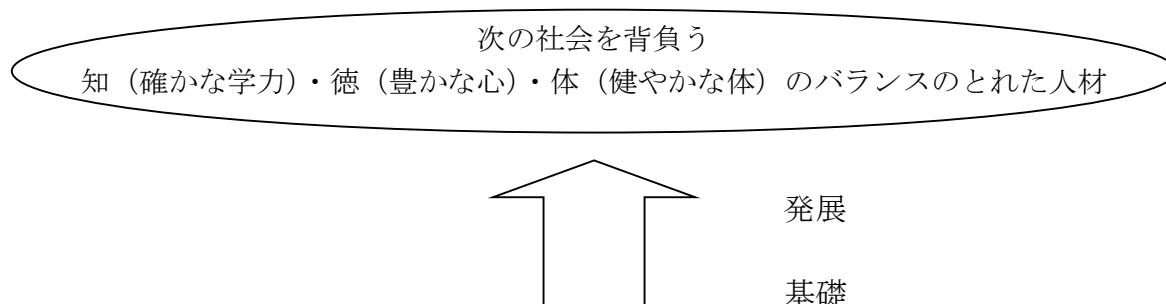 次の社会を背負う
知（確かな学力）・徳（豊かな心）・体（健やかな体）のバランスのとれた人材
発展
基礎